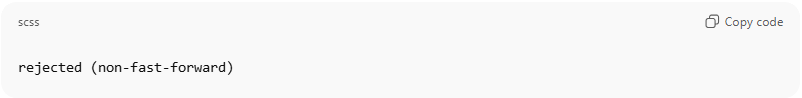 scss
Copy code
rejected (non-fast-forward)